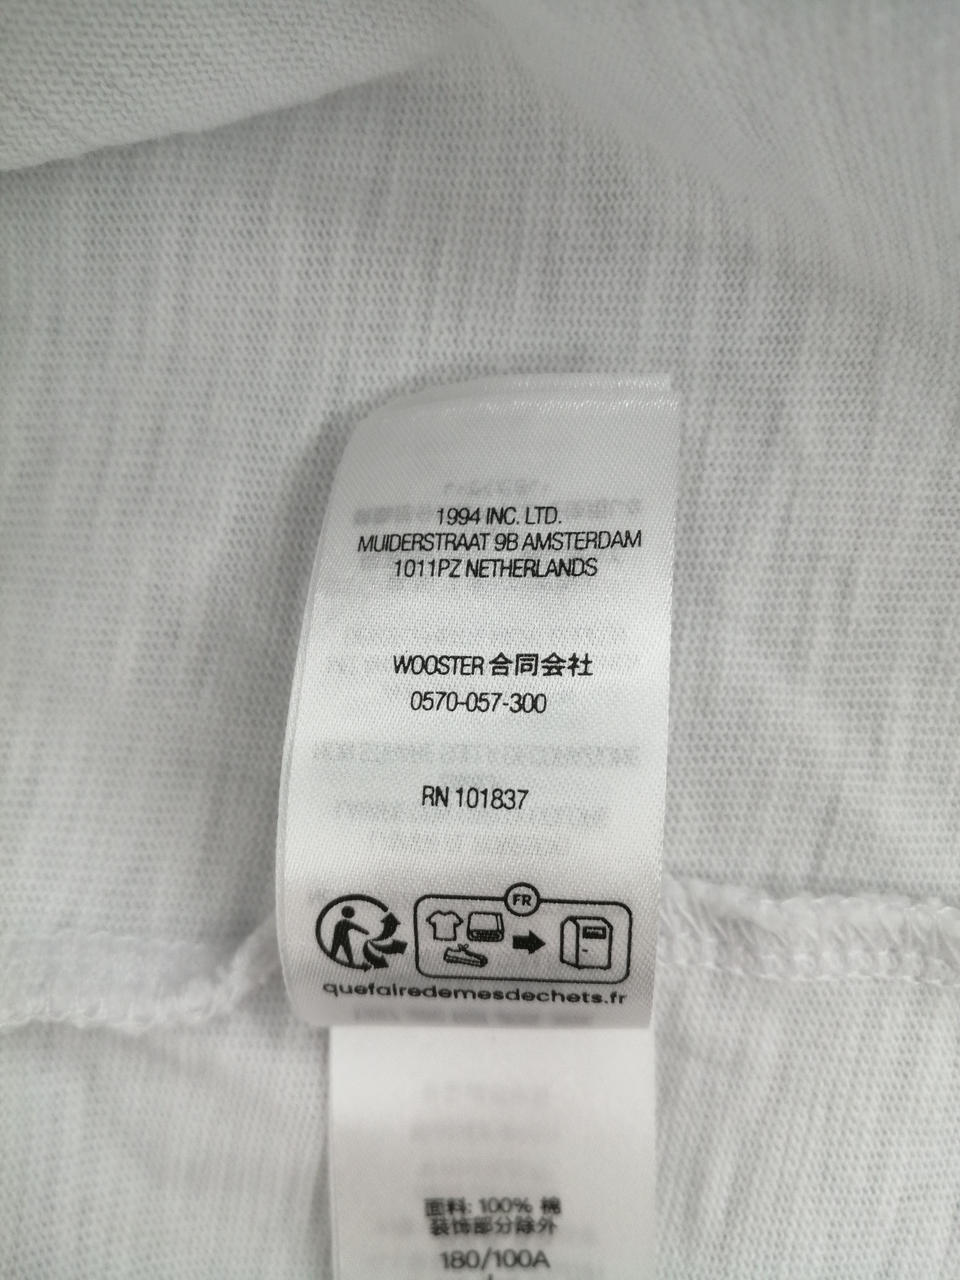 1994 INC. LTD.
MUIDERSTRAAT 9B AMSTERDAM
1011PZ NETHERLANDS
WOOSTER 合同会社
0570-057-300
RN 101837
FR
quefairedemesdechets.fr
面料: 100% 棉
装饰部分除外
180/100A